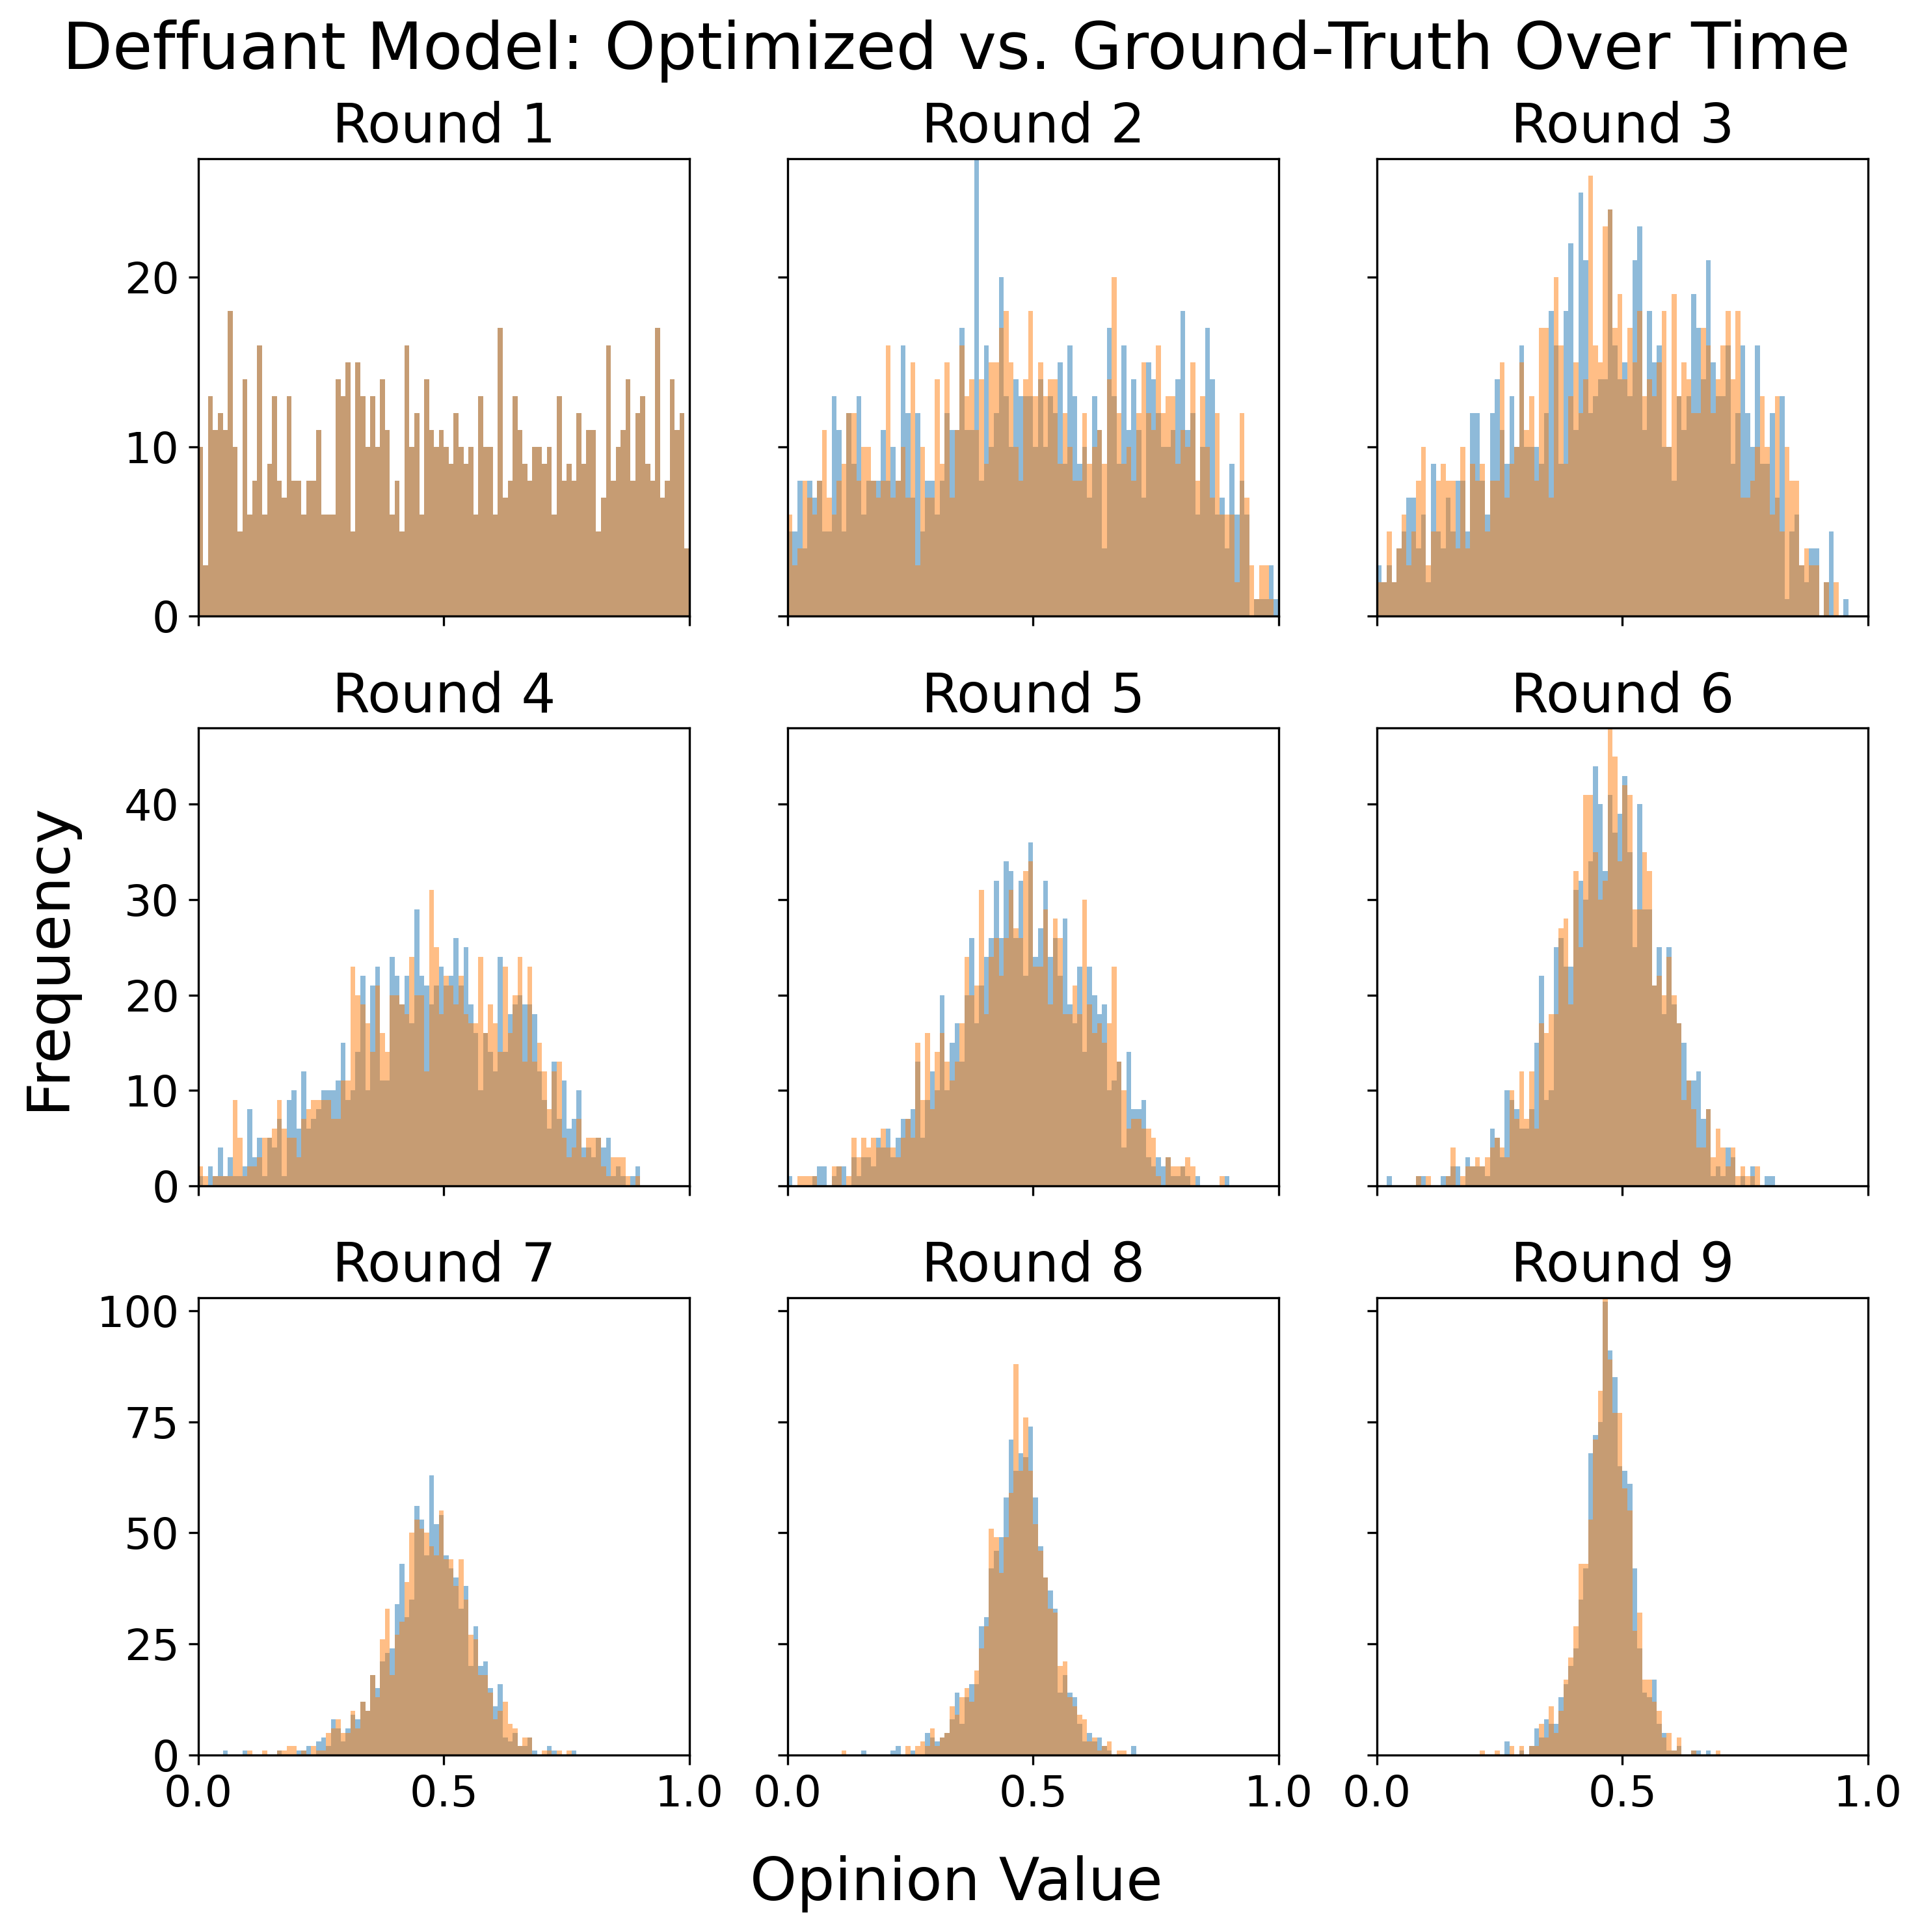 Deffuant Model: Optimized vs. Ground-Truth Over Time
Round 1
Round 2
Round 3
20
10
0
Round 4
Round 5
Round 6
40
30
20
10
0
Frequency
Round 7
Round 8
Round 9
100
75
50
25
0
0.0 0.5 1.0
0.0 0.5 1.0
0.0 0.5 1.0
Opinion Value